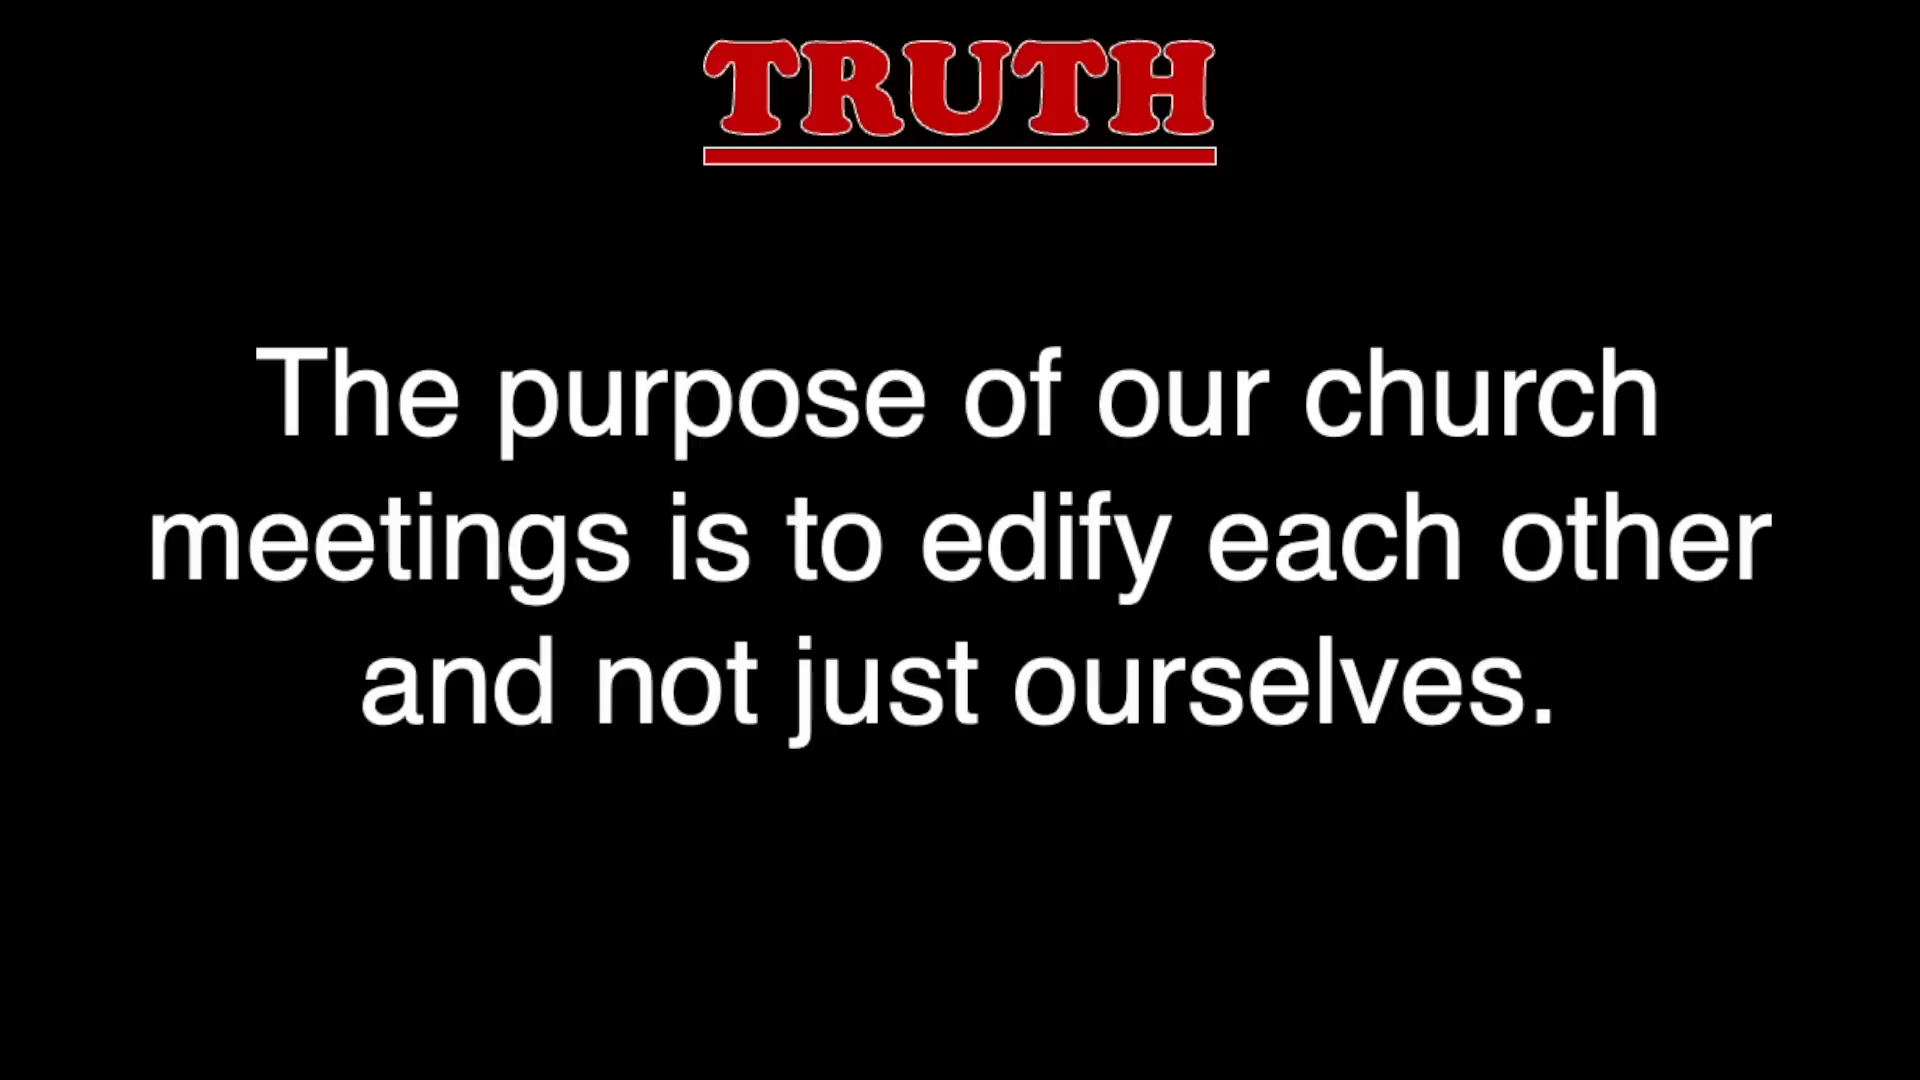 TRUTH
The purpose of our church
meetings is to edify each other
and not just ourselves.